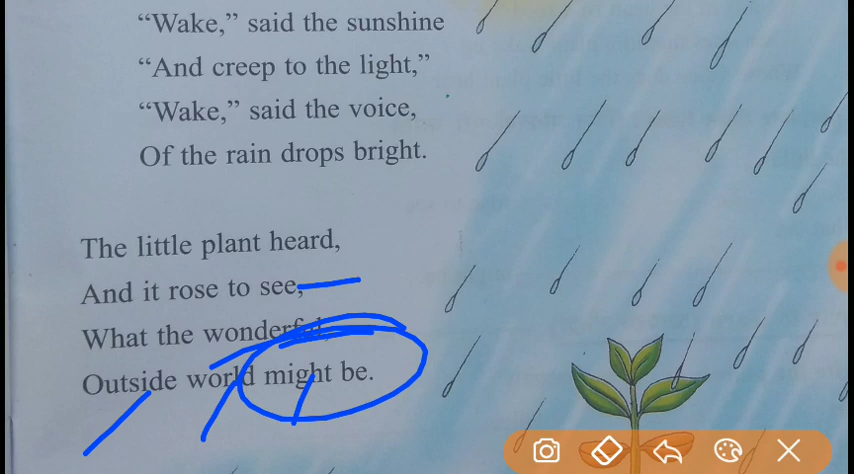 “Wake,” said the sunshine
“And creep to the light,”
“Wake,” said the voice,
Of the rain drops bright.
The little plant heard,
And it rose to see,
What the wonderful,
Outside world might be.